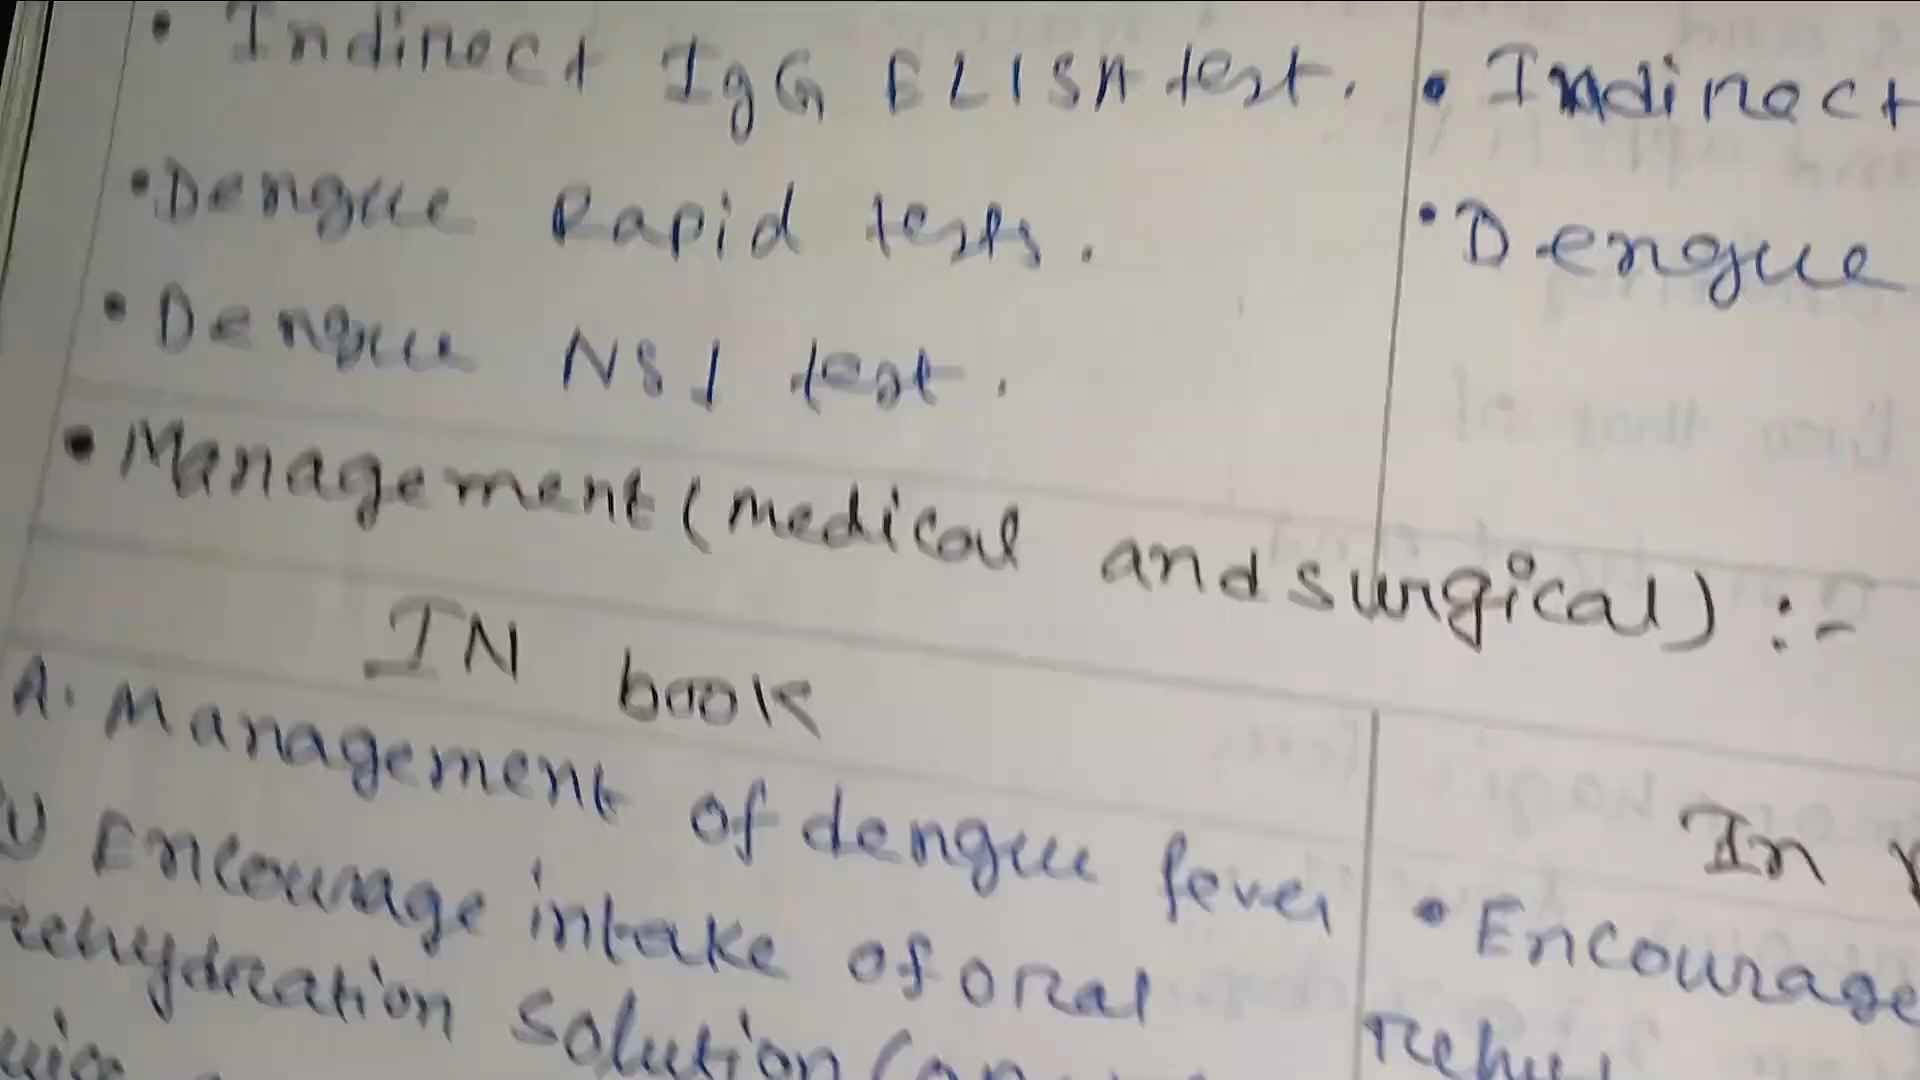 • Indirect IgG ELISA test.
• Dengue Rapid tests.
• Dengue NS1 test.
• Indirect
• Dengue
• Management (medical and surgical) :-
IN book
A. Management of dengue fever
1) Encourage intake of oral
rehydration solution
In
• Encourage